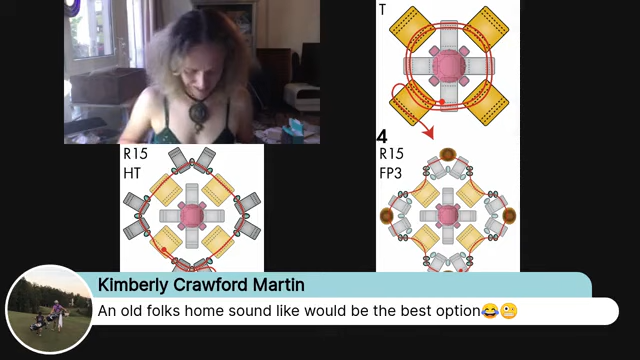 T
4
R15
HT
R15
FP3
Kimberly Crawford Martin
An old folks home sound like would be the best option😂😬